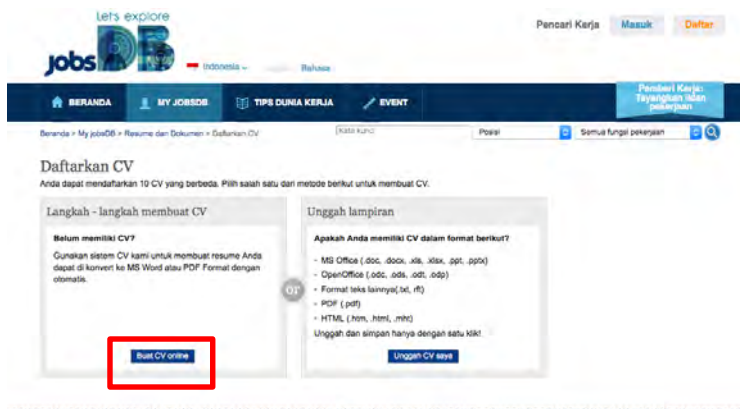 Lets explore
jobsDB
Indonesia
Bahasa
Pencari Kerja
Masuk
Daftar
BERANDA
MY JOBSDB
TIPS DUNIA KERJA
EVENT
Pemberi Kerja:
Tayangkan Iklan
pekerjaan
Beranda > My jobsDB > Resume dan Dokumen > Daftarkan CV
Kata kunci
Posisi
Semua fungsi pekerjaan
Daftarkan CV
Anda dapat mendaftarkan 10 CV yang berbeda. Pilih salah satu dari metode berikut untuk membuat CV.
Langkah - langkah membuat CV
Belum memiliki CV?
Gunakan sistem CV kami untuk membuat resume Anda
dapat di konvert ke MS Word atau PDF Format dengan
otomatis.
Buat CV online
or
Unggah lampiran
Apakah Anda memiliki CV dalam format berikut?
- MS Office (.doc, .docx, .xls, .xlsx, .ppt, .pptx)
- OpenOffice (.odc, .ods, .odt, .odp)
- Format teks lainnya(.txt, rft)
- PDF (.pdf)
- HTML (.htm, .html, .mht)
Unggah dan simpan hanya dengan satu klik!
Unggah CV saya